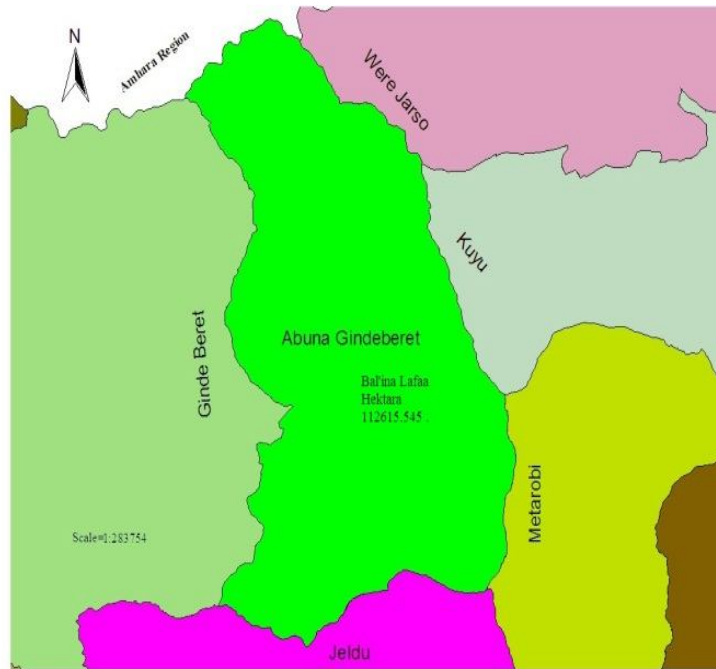 N
Amhara Region
Were Jarso
Kuyu
Ginde Beret
Abuna Gindeberet
Bal'ina Lafaa
Hektara
112615.545 .
Metarobi
Scale=1:283754
Jeldu